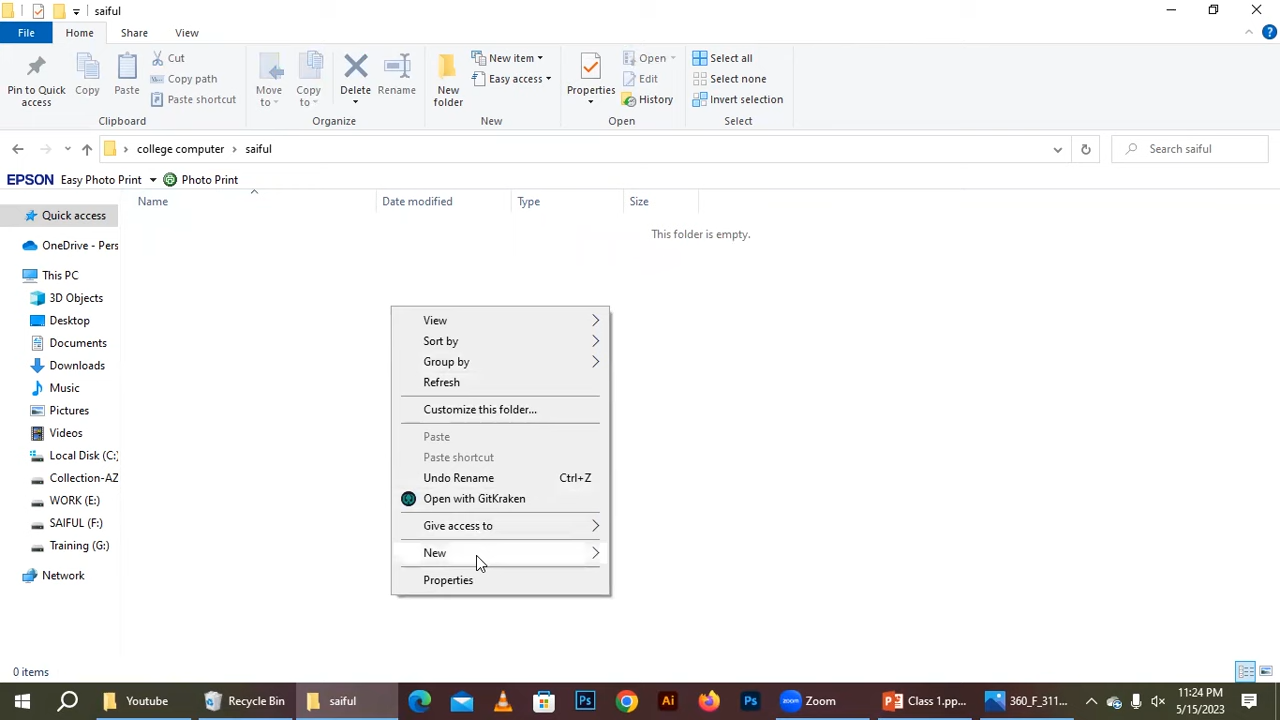 saiful
File Home Share View
Pin to Quick access
Copy
Paste
Cut
Copy path
Paste shortcut
Clipboard
Move to
Copy to
Delete
Rename
Organize
New folder
New item
Easy access
New
Properties
Open
Edit
History
Open
Select all
Select none
Invert selection
Select
college computer > saiful
Search saiful
EPSON Easy Photo Print Photo Print
Name Date modified Type Size
This folder is empty.
Quick access
OneDrive - Pers
This PC
3D Objects
Desktop
Documents
Downloads
Music
Pictures
Videos
Local Disk (C:)
Collection-AZ
WORK (E:)
SAIFUL (F:)
Training (G:)
Network
View
Sort by
Group by
Refresh
Customize this folder...
Paste
Paste shortcut
Undo Rename Ctrl+Z
Open with GitKraken
Give access to
New
Properties
0 items
Youtube Recycle Bin saiful Ps Ai Ps zoom Zoom Class 1.pp... 360_F_311...
11:24 PM
5/15/2023